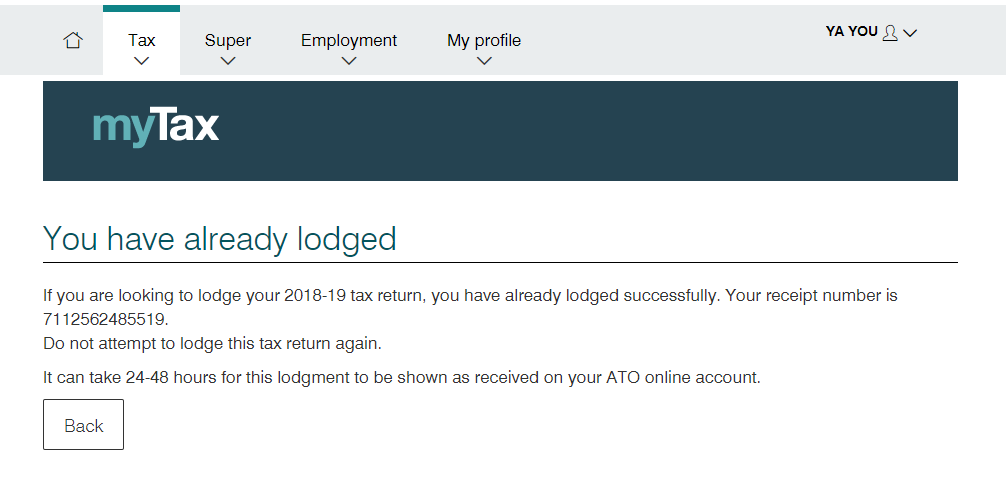 Tax Super Employment My profile YA YOU
myTax
You have already lodged
If you are looking to lodge your 2018-19 tax return, you have already lodged successfully. Your receipt number is
7112562485519.
Do not attempt to lodge this tax return again.
It can take 24-48 hours for this lodgment to be shown as received on your ATO online account.
Back